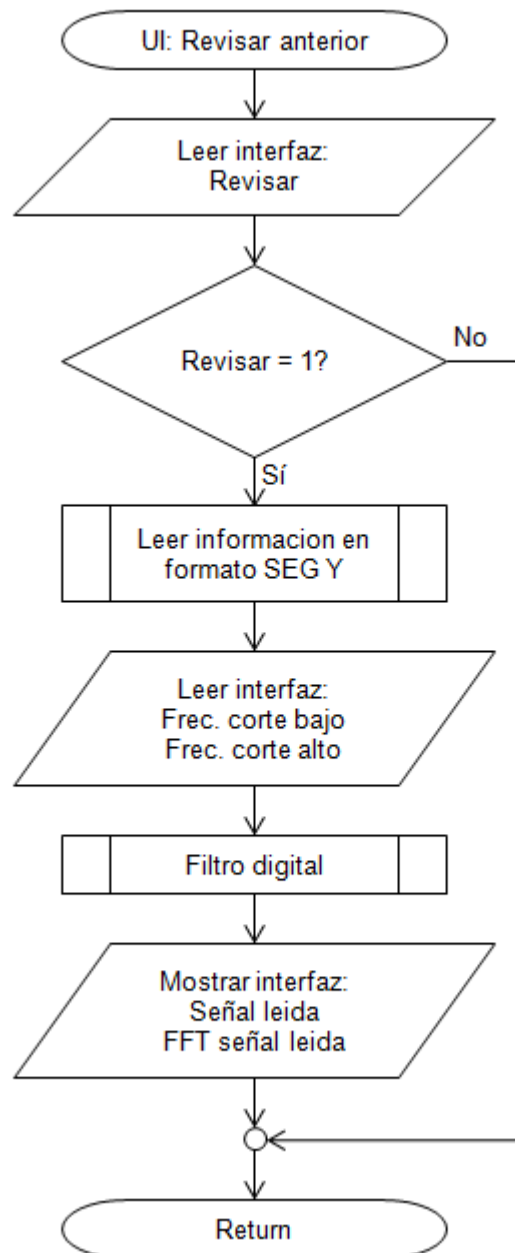 UI: Revisar anterior
Leer interfaz:
Revisar
Revisar = 1?
No
Sí
Leer informacion en
formato SEG Y
Leer interfaz:
Frec. corte bajo
Frec. corte alto
Filtro digital
Mostrar interfaz:
Señal leida
FFT señal leida
Return